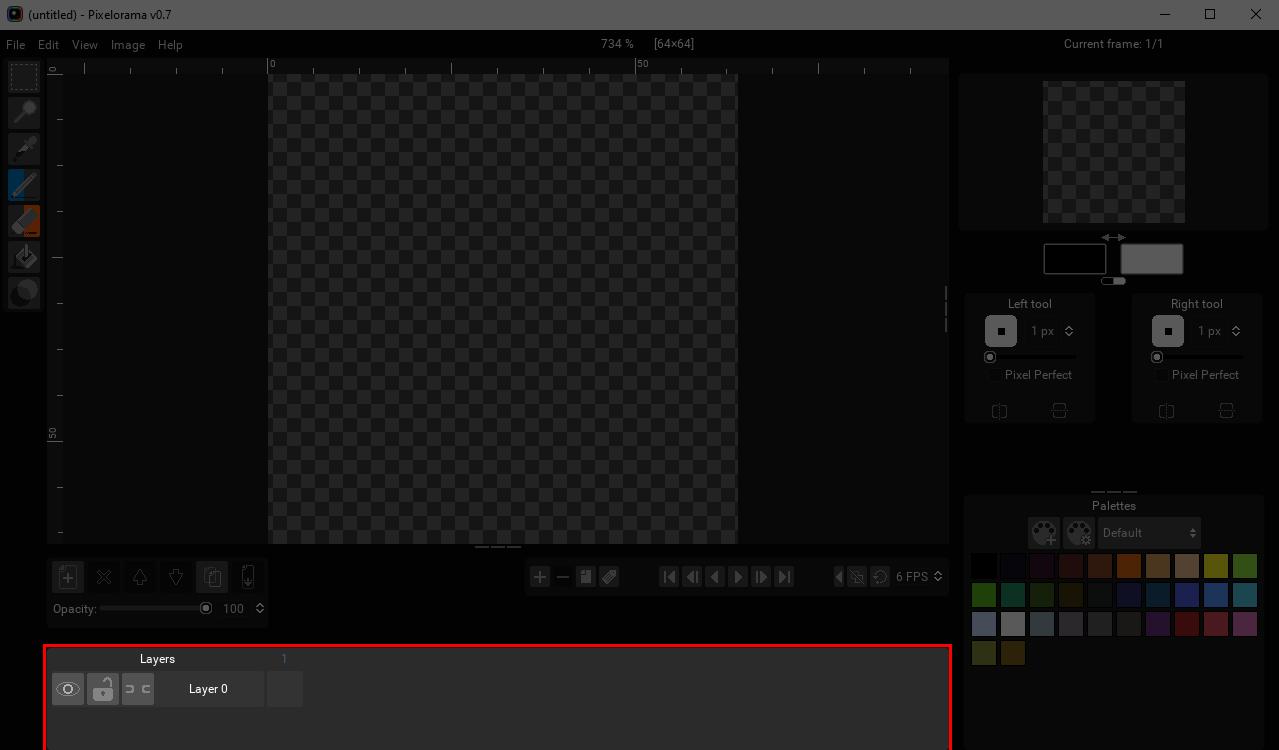 (untitled) - Pixelorama v0.7
File Edit View Image Help
734 % [64×64]
Current frame: 1/1
0
0 50
50
Left tool
Right tool
1 px
1 px
Pixel Perfect
Pixel Perfect
Palettes
Default
6 FPS
Opacity: 100
Layers 1
Layer 0